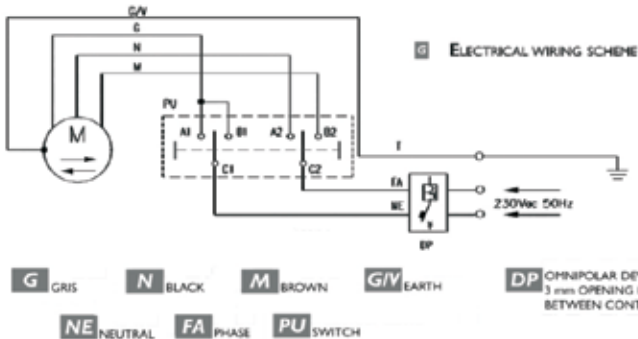 G/V
G
ELECTRICAL WIRING SCHEME
N
M
PU
A1 B1 A2 B2
M
C1 C2
T
FA
NE
230Vac 50Hz
DP
G GRIS
N BLACK
M BROWN
G/V EARTH
DP OMNIPOLAR
3 mm OPENING
BETWEEN
NE NEUTRAL
FA PHASE
PU SWITCH